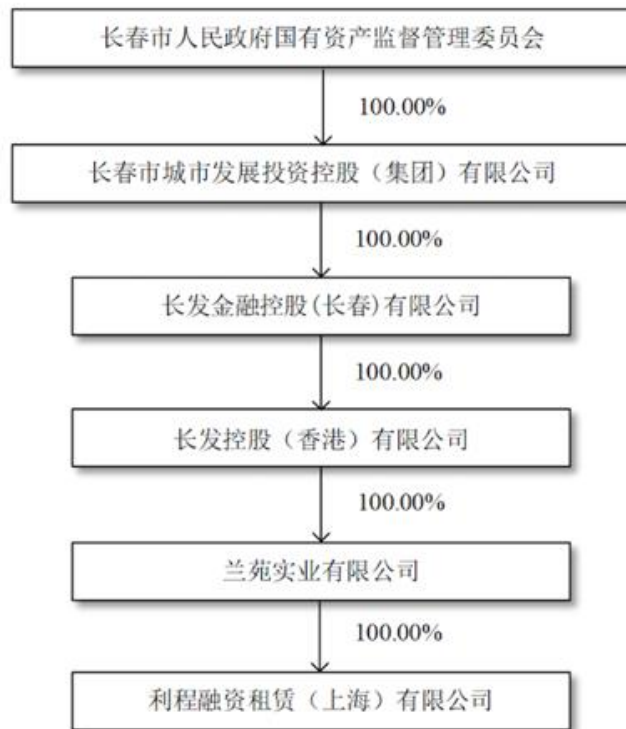 长春市人民政府国有资产监督管理委员会
100.00%
长春市城市发展投资控股（集团）有限公司
100.00%
长发金融控股(长春)有限公司
100.00%
长发控股（香港）有限公司
100.00%
兰苑实业有限公司
100.00%
利程融资租赁（上海）有限公司